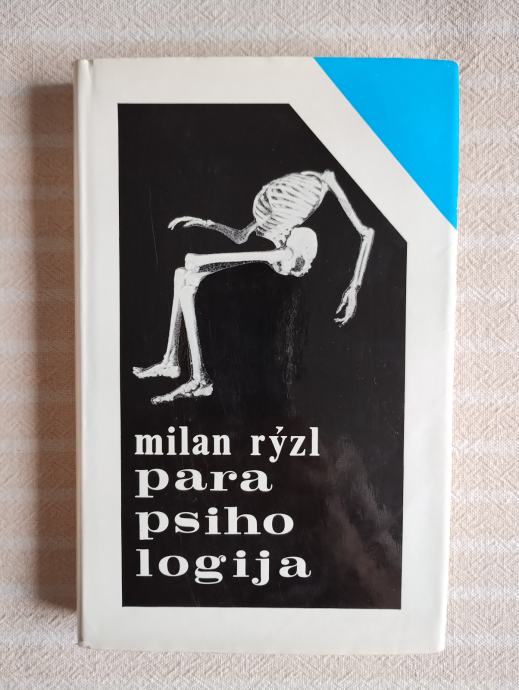 milan rýzl
para
psiho
logija